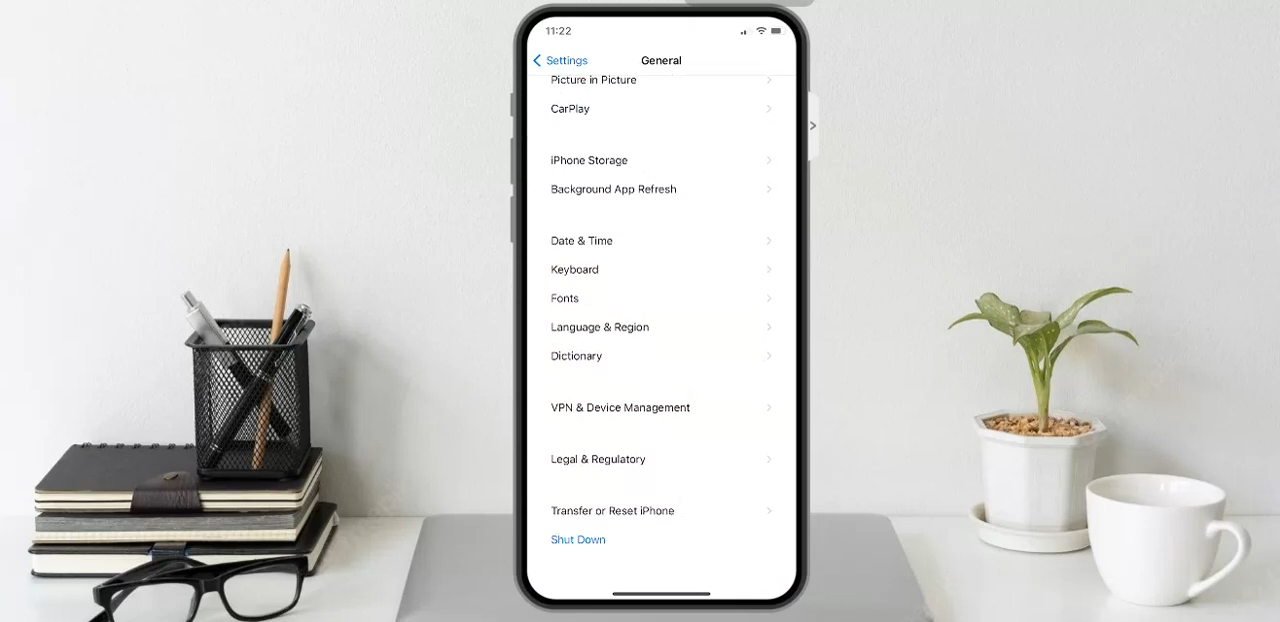 11:22
Settings
General
Picture in Picture
CarPlay
iPhone Storage
Background App Refresh
Date & Time
Keyboard
Fonts
Language & Region
Dictionary
VPN & Device Management
Legal & Regulatory
Transfer or Reset iPhone
Shut Down